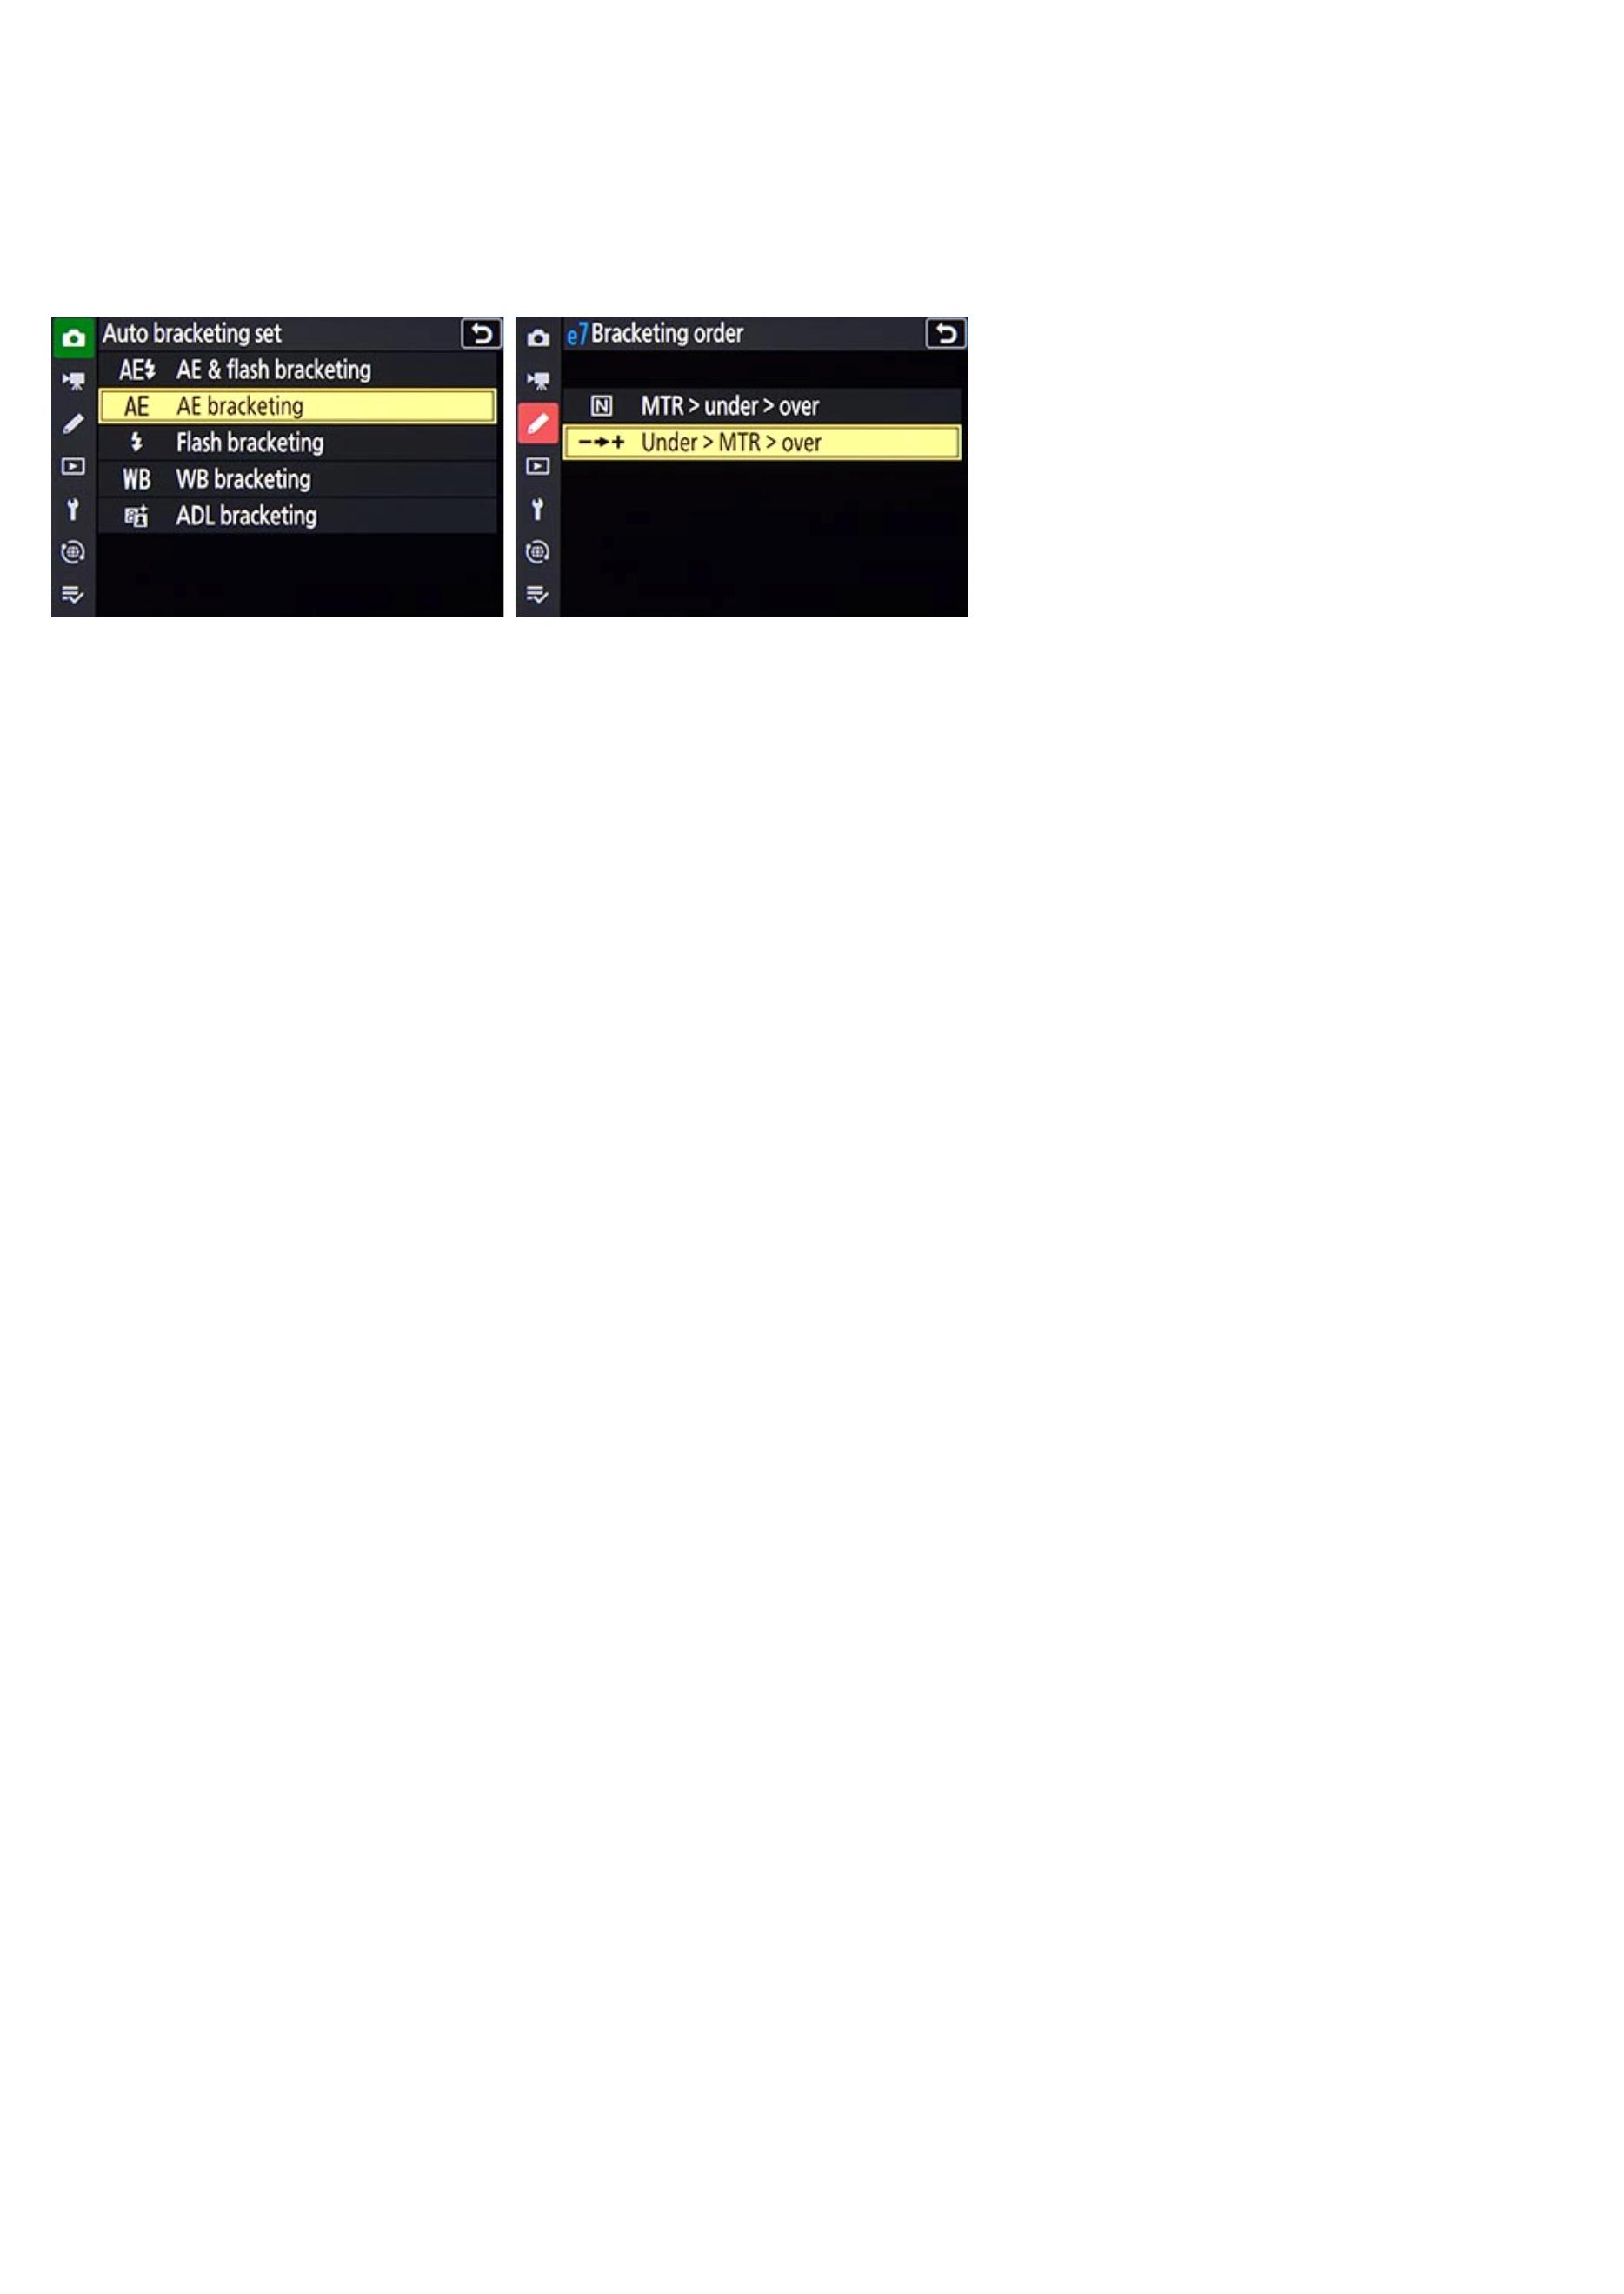 Auto bracketing set
AE AE & flash bracketing
AE AE bracketing
Flash bracketing
WB WB bracketing
ADL bracketing
e7 Bracketing order
N MTR > under > over
Under > MTR > over